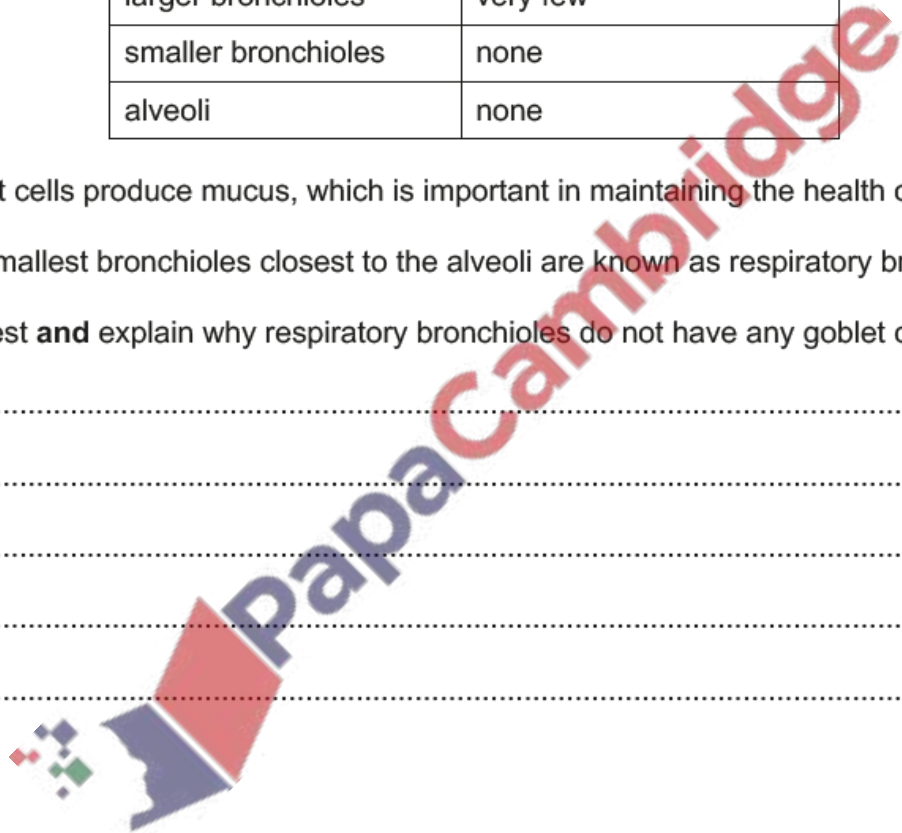 larger bronchioles very few
smaller bronchioles none
alveoli none
t cells produce mucus, which is important in maintaining the health o
mallest bronchioles closest to the alveoli are known as respiratory br
est and explain why respiratory bronchioles do not have any goblet c
PapaCambridge